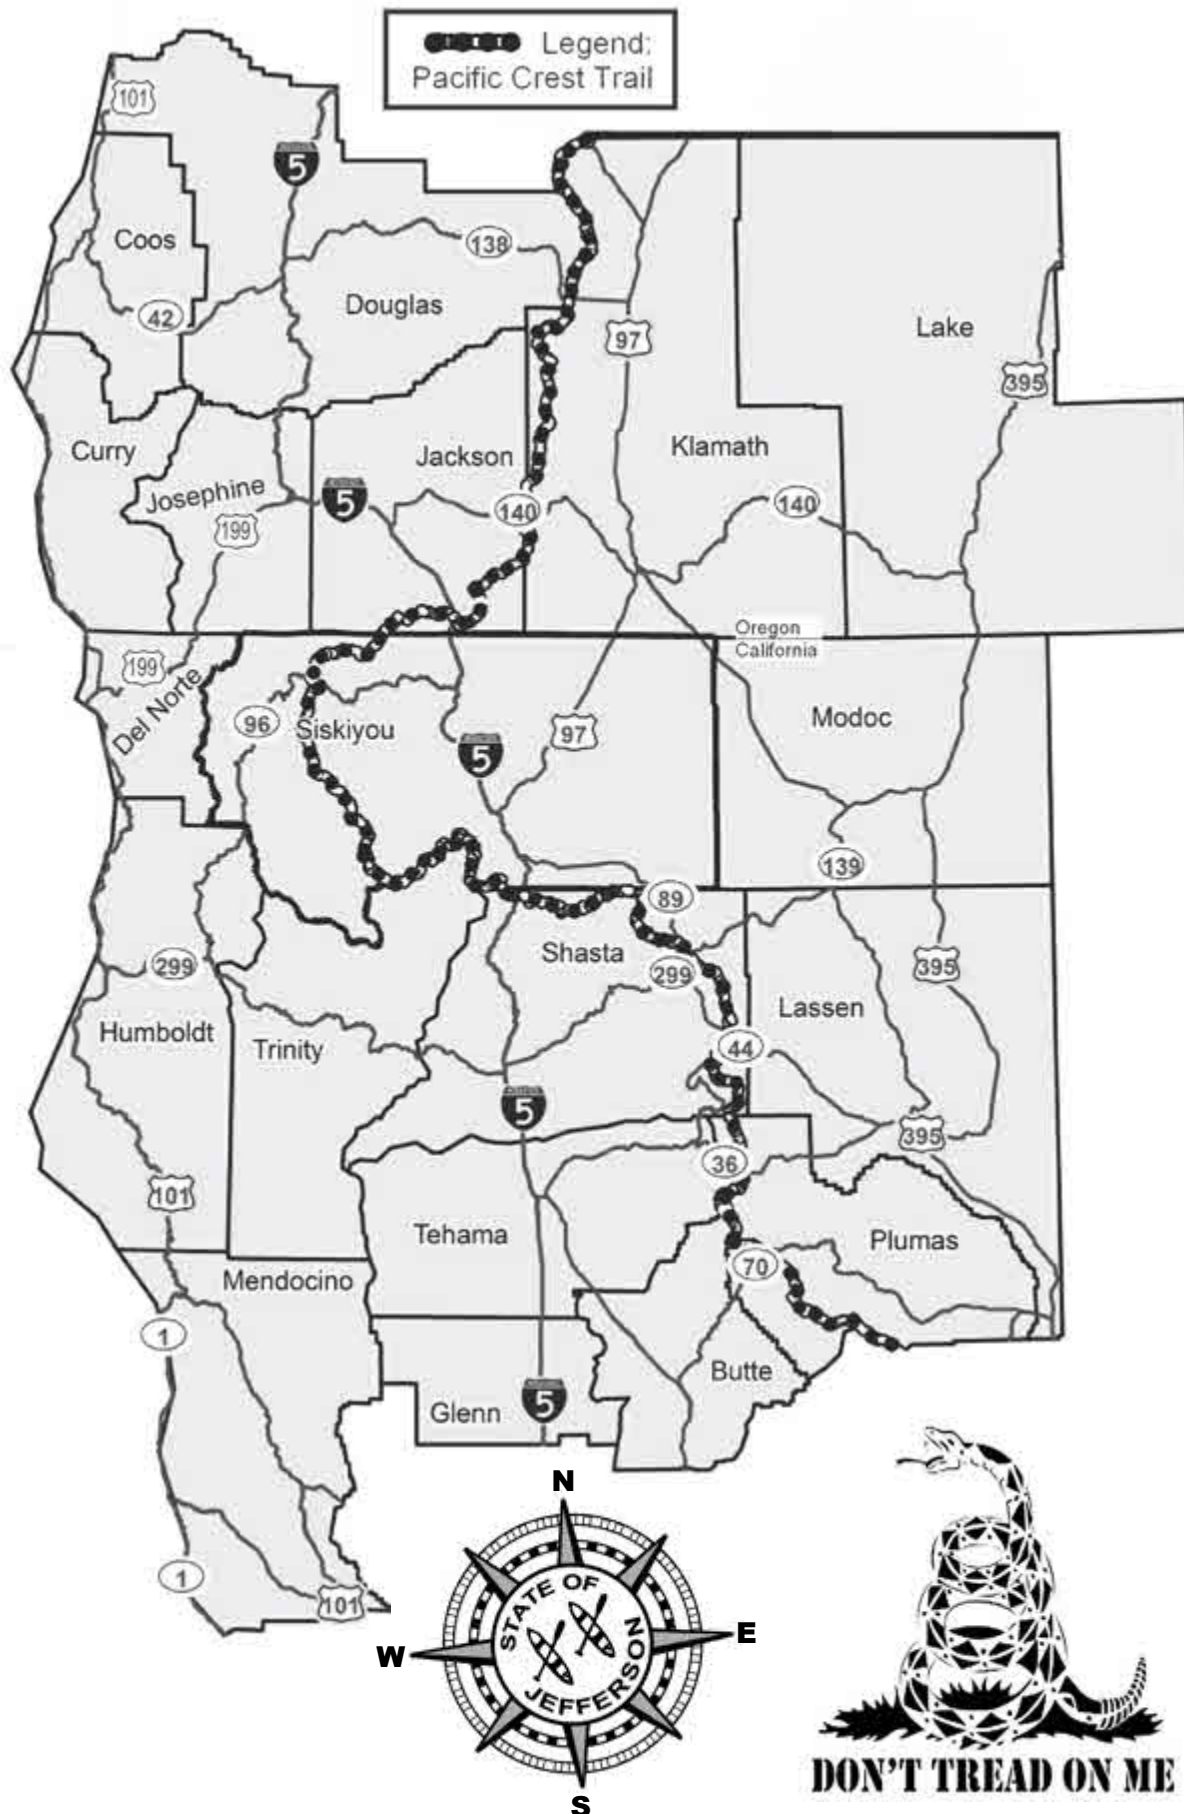 Legend:
Pacific Crest Trail
101
5
Coos
138
Douglas
42
97
Lake
395
Curry
Jackson
Klamath
Josephine
5
140
140
199
Oregon
California
199
Del Norte
96
Siskiyou
97
Modoc
5
139
89
Shasta
299
299
395
Lassen
Humboldt
Trinity
44
5
395
36
101
Tehama
Plumas
70
Mendocino
1
Butte
5
Glenn
N
1
101
STATE OF
JEFFERSON
W
E
S
DON'T TREAD ON ME